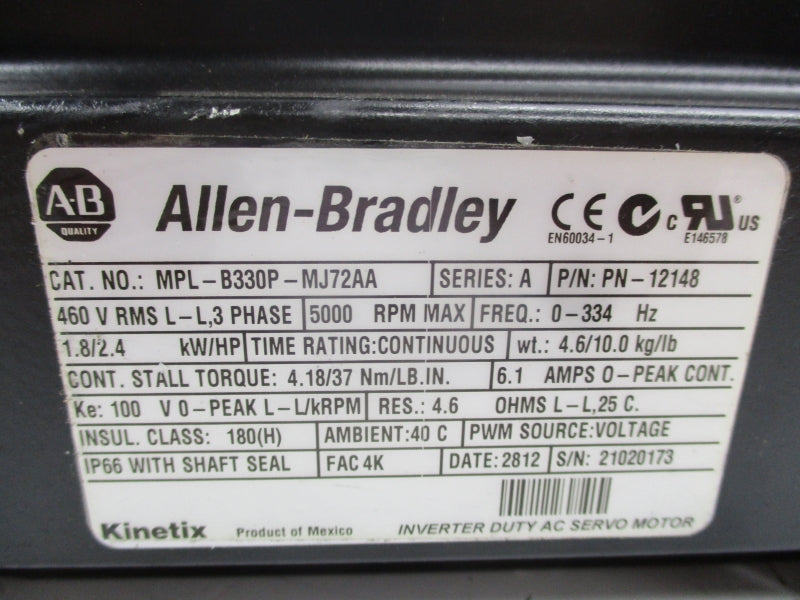 A-B QUALITY Allen-Bradley CE EN60034-1 c RU ® US E146578
CAT. NO.: MPL-B330P-MJ72AA SERIES: A P/N: PN-12148
460 V RMS L-L,3 PHASE 5000 RPM MAX FREQ.: 0-334 Hz
1.8/2.4 kW/HP TIME RATING:CONTINUOUS wt.: 4.6/10.0 kg/lb
CONT. STALL TORQUE: 4.18/37 Nm/LB.IN. 6.1 AMPS 0-PEAK CONT.
Ke: 100 V 0-PEAK L-L/kRPM RES.: 4.6 OHMS L-L,25 C.
INSUL. CLASS: 180(H) AMBIENT:40 C PWM SOURCE:VOLTAGE
IP66 WITH SHAFT SEAL FAC 4K DATE:2812 S/N: 21020173
Kinetix Product of Mexico INVERTER DUTY AC SERVO MOTOR